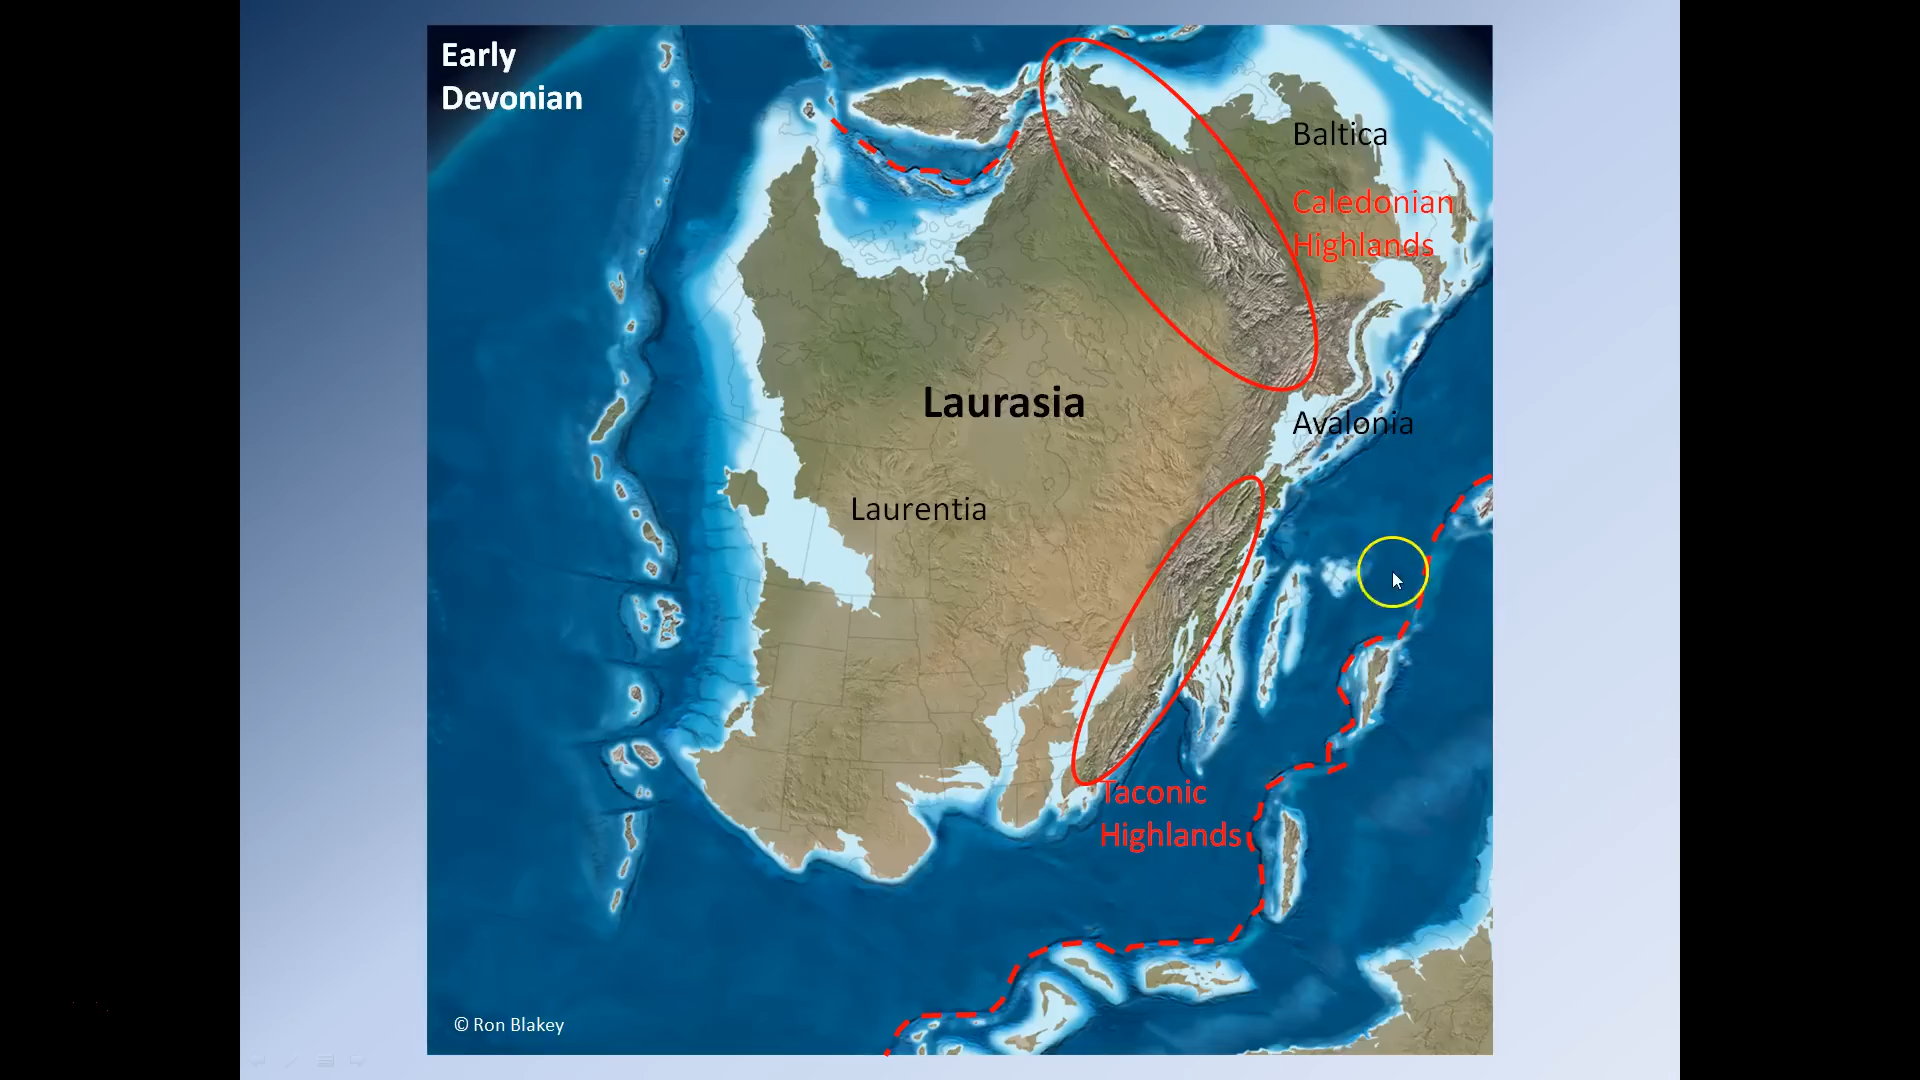 Early
Devonian
Baltica
Caledonian
Highlands
Laurasia
Avalonia
Laurentia
Taconic
Highlands
© Ron Blakey